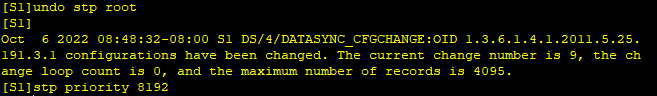 [S1]undo stp root
[S1]
Oct  6 2022 08:48:32-08:00 S1 DS/4/DATASYNC_CFGCHANGE:OID 1.3.6.1.4.1.2011.5.25.
191.3.1 configurations have been changed. The current change number is 9, the ch
ange loop count is 0, and the maximum number of records is 4095.
[S1]stp priority 8192